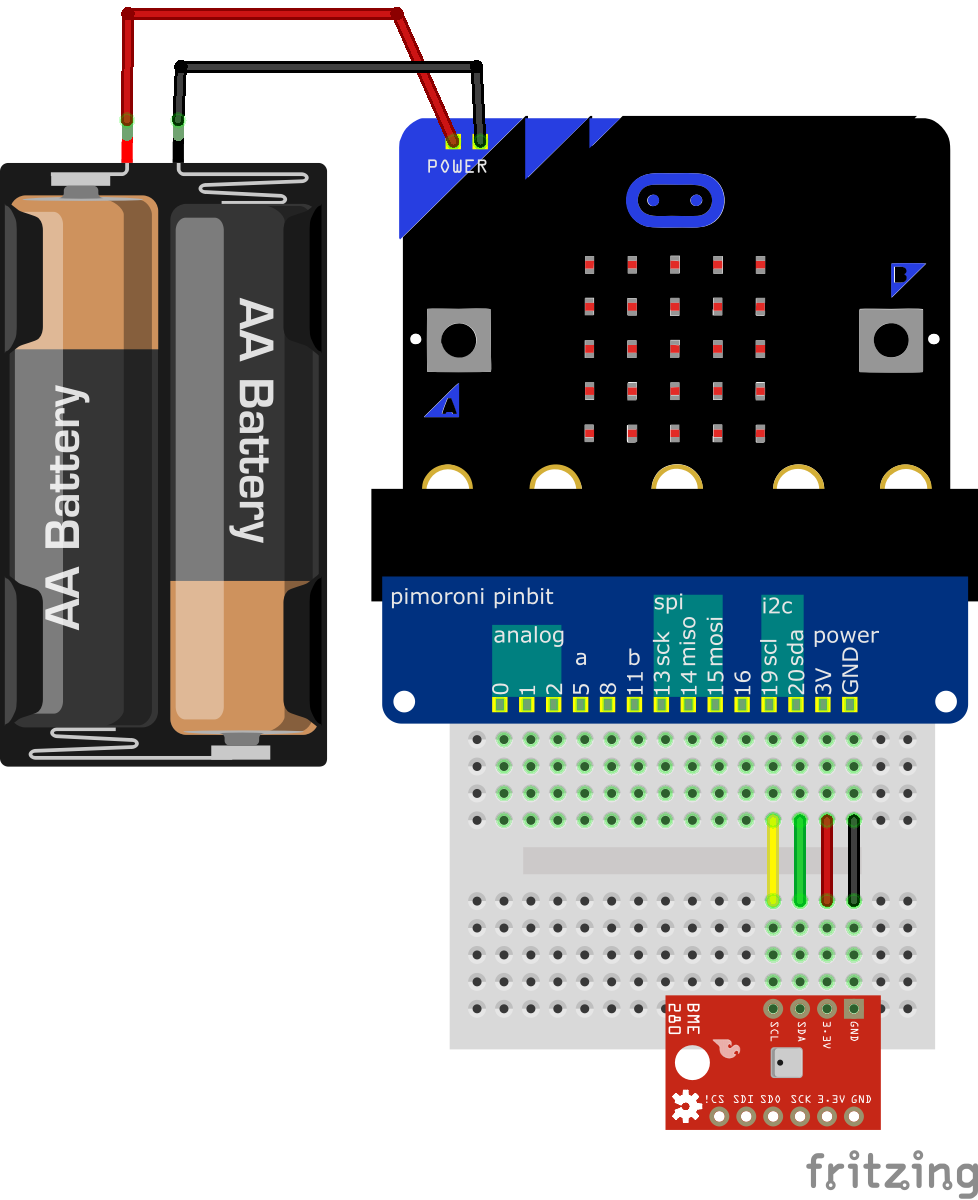 POWER
B
A
AA Battery
AA Battery
pimoroni pinbit
spi
i2c
analog
power
a
b
0
1
2
5
8
11
13 sck
14 miso
15 mosi
16
19 scl
20 sda
3V
GND
BME
280
SCL
SDA
3.3V
GND
!CS SDI SDO SCK 3.3V GND
fritzing